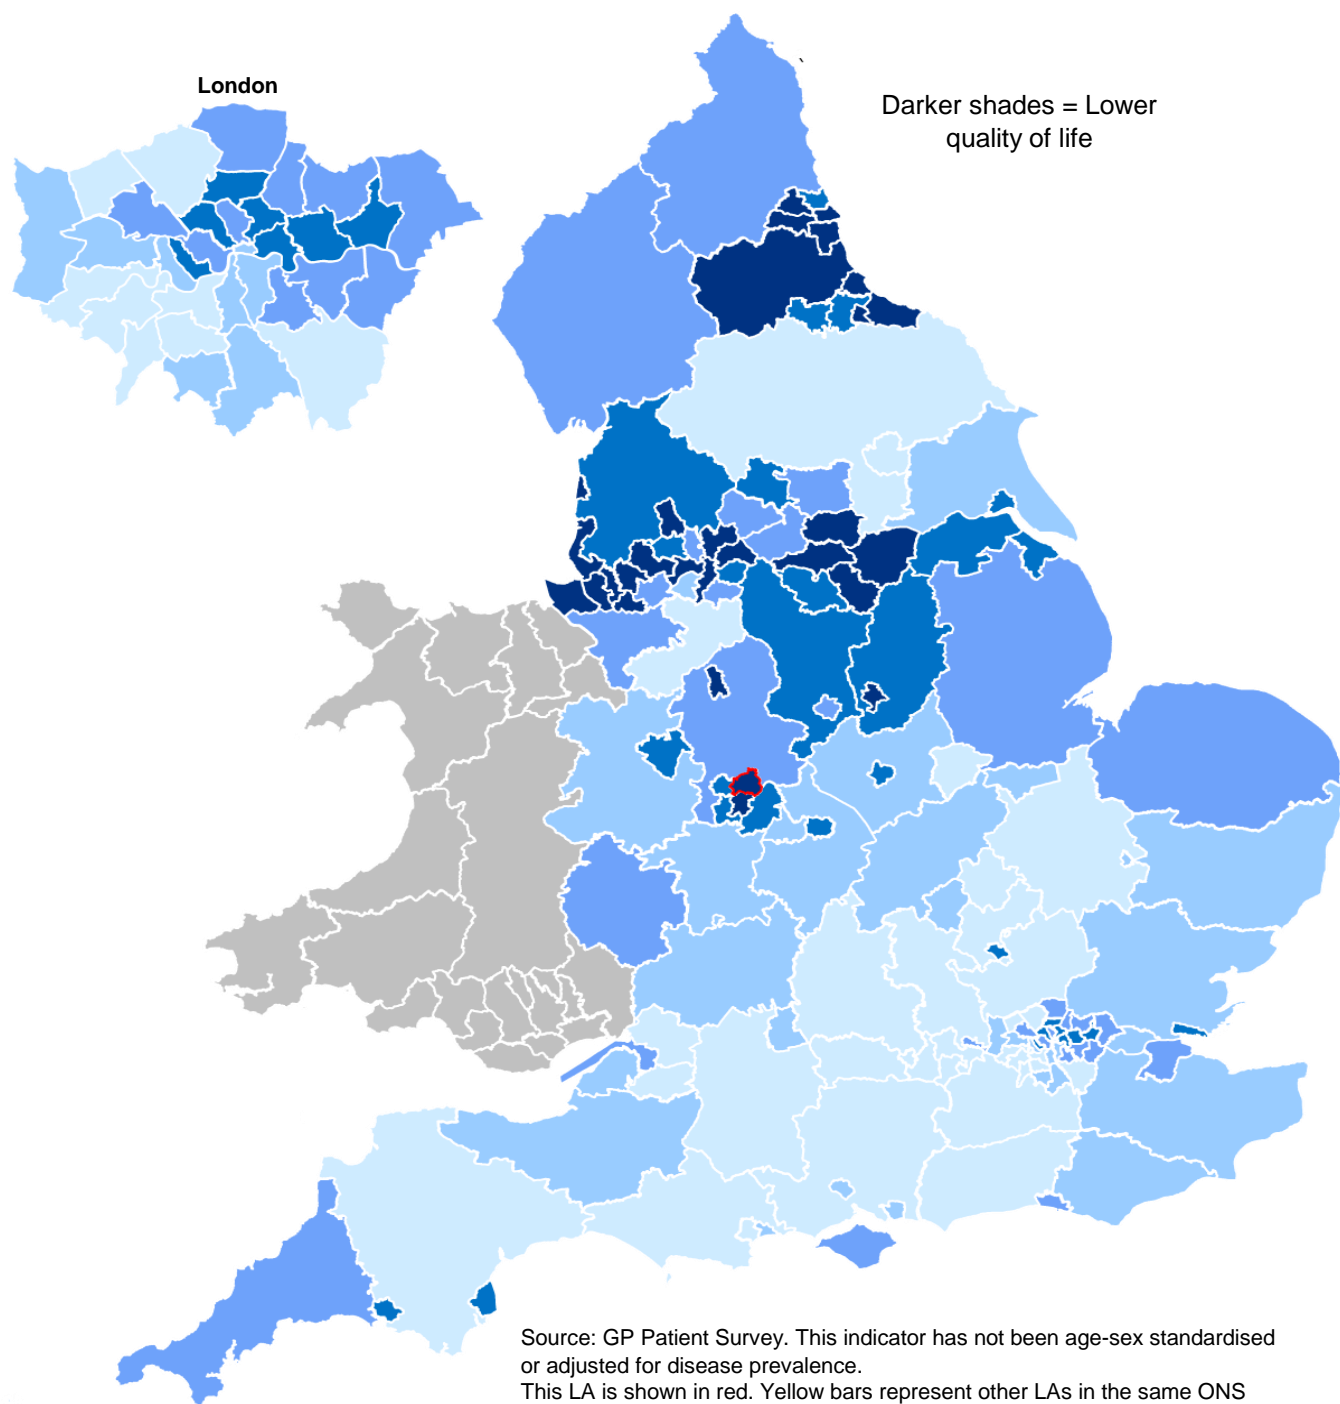 London
Darker shades = Lower
quality of life
Source: GP Patient Survey. This indicator has not been age-sex standardised
or adjusted for disease prevalence.
This LA is shown in red. Yellow bars represent other LAs in the same ONS